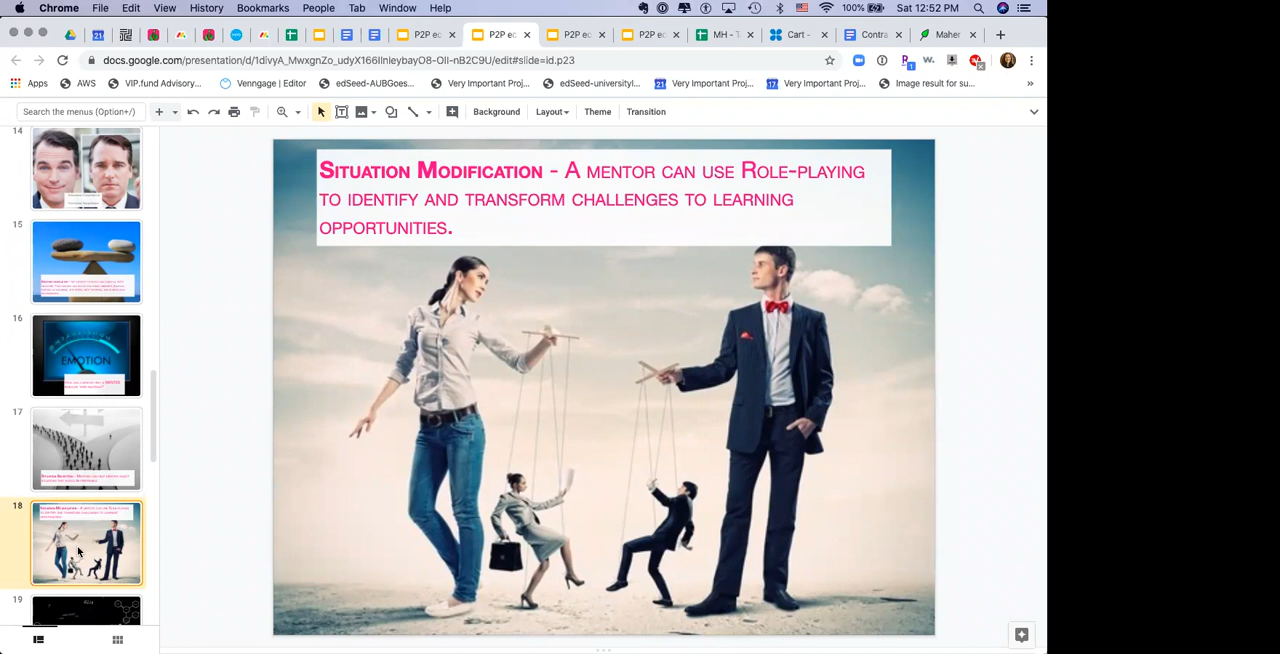 Chrome File Edit View History Bookmarks People Tab Window Help 100% Sat 12:52 PM
P2P ec P2P ec P2P ec P2P ec MH - T Cart - Contra Maher
docs.google.com/presentation/d/1divyA_MwxgnZo_udyX166IlnleybayO8-OlI-nB2C9U/edit#slide=id.p23
Apps AWS VIP.fund Advisory... Venngage | Editor edSeed-AUBGoes... Very Important Proj... edSeed-universityI... Very Important Proj... Very Important Proj... Image result for su... »
Search the menus (Option+/) Background Layout Theme Transition
14
15
16
EMOTION
17
18
19
Situation Modification - A mentor can use Role-playing
to identify and transform challenges to learning
opportunities.